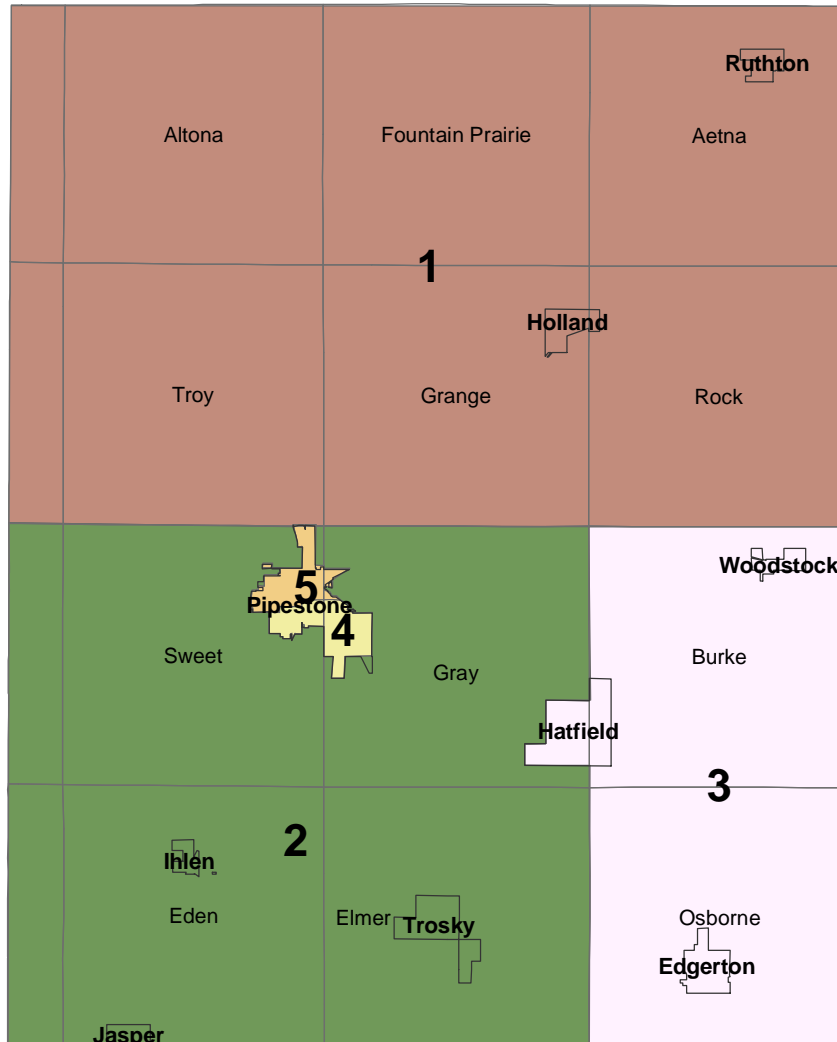 Ruthton
Altona
Fountain Prairie
Aetna
1
Holland
Troy
Grange
Rock
Woodstock
5
Pipestone
4
Sweet
Gray
Burke
Hatfield
3
2
Ihlen
Eden
Elmer
Trosky
Osborne
Edgerton
Jasper